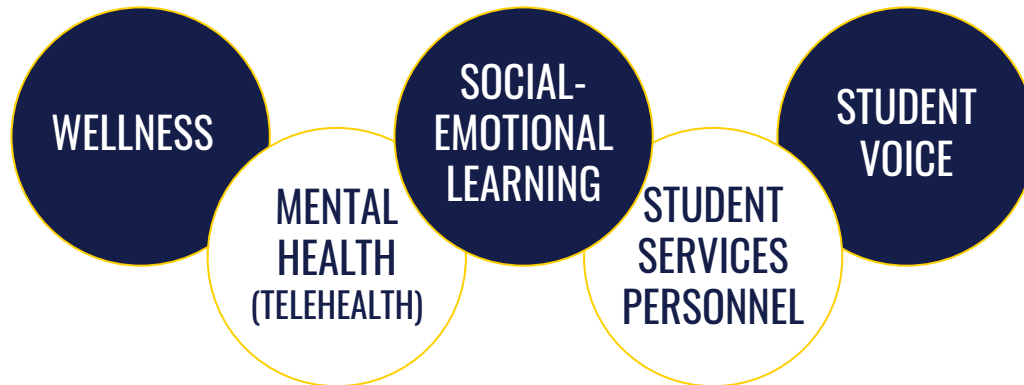 WELLNESS
MENTAL
HEALTH
(TELEHEALTH)
SOCIAL-
EMOTIONAL
LEARNING
STUDENT
SERVICES
PERSONNEL
STUDENT
VOICE